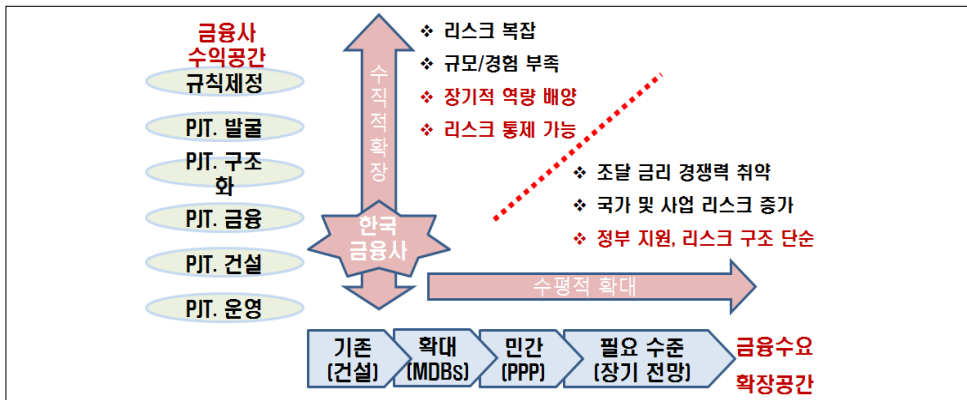 금융사
수익공간
규칙제정
PJT. 발굴
PJT. 구조
화
PJT. 금융
PJT. 건설
PJT. 운영
수직적확장
한국
금융사
❖ 리스크 복잡
❖ 규모/경험 부족
❖ 장기적 역량 배양
❖ 리스크 통제 가능
❖ 조달 금리 경쟁력 취약
❖ 국가 및 사업 리스크 증가
❖ 정부 지원, 리스크 구조 단순
수평적 확대
기존
(건설)
확대
(MDBs)
민간
(PPP)
필요 수준
(장기 전망)
금융수요
확장공간